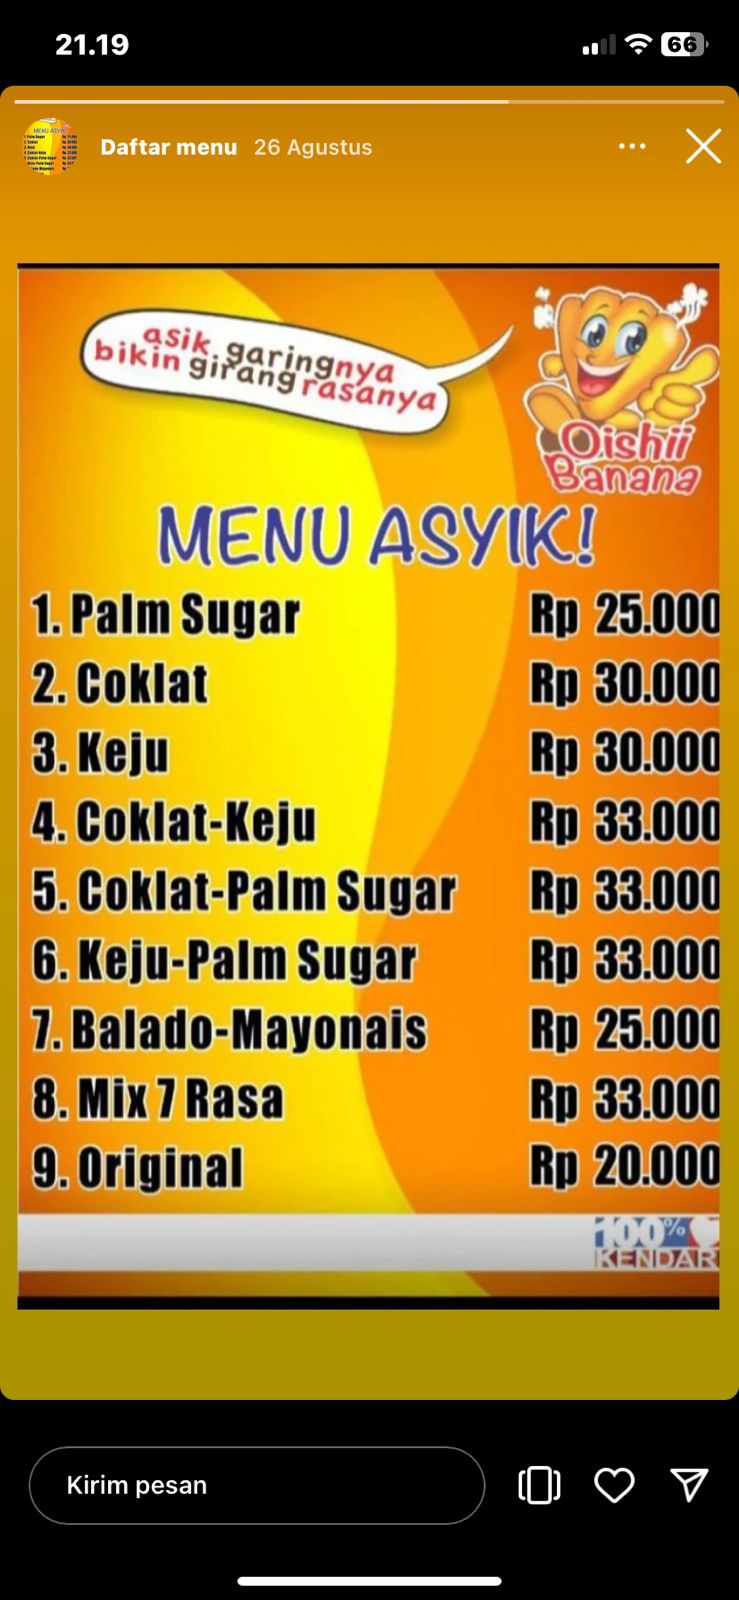 21.19
66
Daftar menu 26 Agustus
asik garingnya
bikin girang rasanya
Oishii
Banana
MENU ASYIK!
1. Palm Sugar Rp 25.000
2. Coklat Rp 30.000
3. Keju Rp 30.000
4. Coklat-Keju Rp 33.000
5. Coklat-Palm Sugar Rp 33.000
6. Keju-Palm Sugar Rp 33.000
7. Balado-Mayonais Rp 25.000
8. Mix 7 Rasa Rp 33.000
9. Original Rp 20.000
100%
KENDAR
Kirim pesan